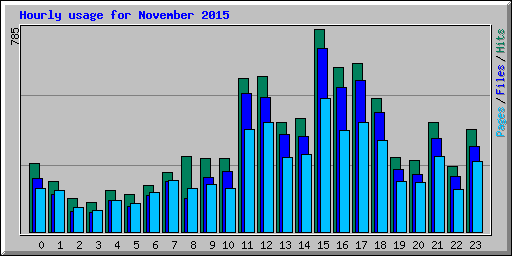 Hourly usage for November 2015
785
Pages / Files / Hits
0 1 2 3 4 5 6 7 8 9 10 11 12 13 14 15 16 17 18 19 20 21 22 23